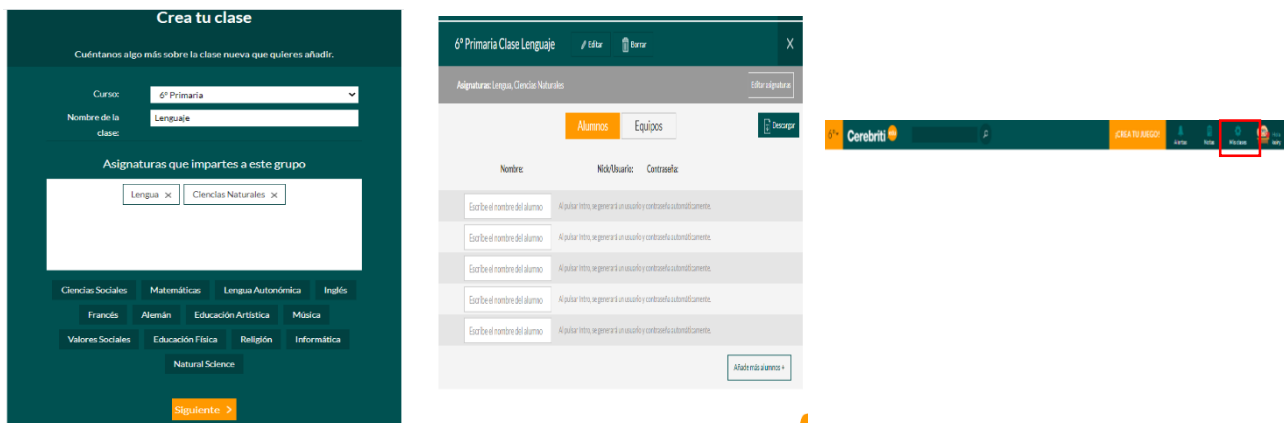 Crea tu clase
Cuéntanos algo más sobre la clase nueva que quieres añadir.
Curso:
6º Primaria
Nombre de la clase:
Lenguaje
Asignaturas que impartes a este grupo
Lengua × Ciencias Naturales ×
Ciencias Sociales Matemáticas Lengua Autonómica Inglés
Francés Alemán Educación Artística Música
Valores Sociales Educación Física Religión Informática
Natural Science
Siguiente >
6º Primaria Clase Lenguaje Editar Borrar X
Asignaturas: Lengua, Ciencias Naturales Editar asignaturas
Alumnos Equipos Descargar
Nombre: Nick/Usuario: Contraseña:
Escribe el nombre del alumno Al pulsar Intro, se generará un usuario y contraseña automáticamente.
Escribe el nombre del alumno Al pulsar Intro, se generará un usuario y contraseña automáticamente.
Escribe el nombre del alumno Al pulsar Intro, se generará un usuario y contraseña automáticamente.
Escribe el nombre del alumno Al pulsar Intro, se generará un usuario y contraseña automáticamente.
Escribe el nombre del alumno Al pulsar Intro, se generará un usuario y contraseña automáticamente.
Añade más alumnos +
6º Cerebriti ¡CREA TU JUEGO! Alertas Notas Mis clases